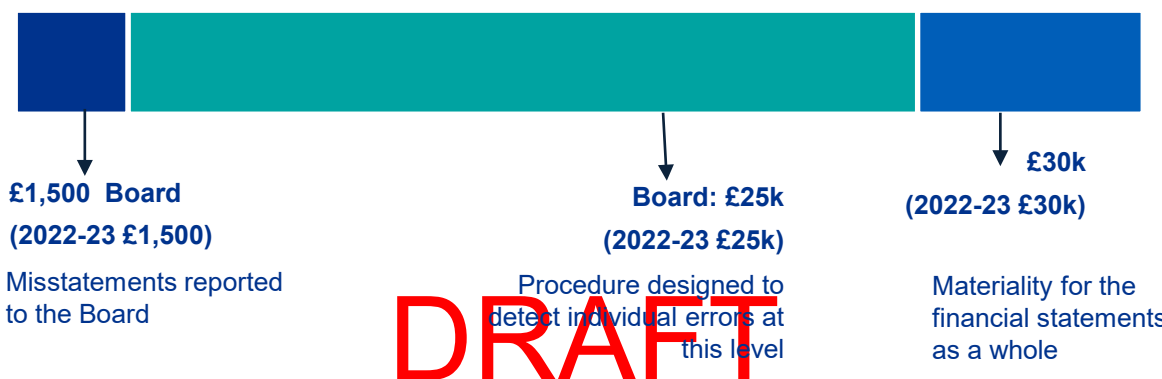 £1,500 Board
(2022-23 £1,500)
Misstatements reported
to the Board
Board: £25k
(2022-23 £25k)
Procedure designed to
detect individual errors at
this level
£30k
(2022-23 £30k)
Materiality for the
financial statements
as a whole
DRAFT